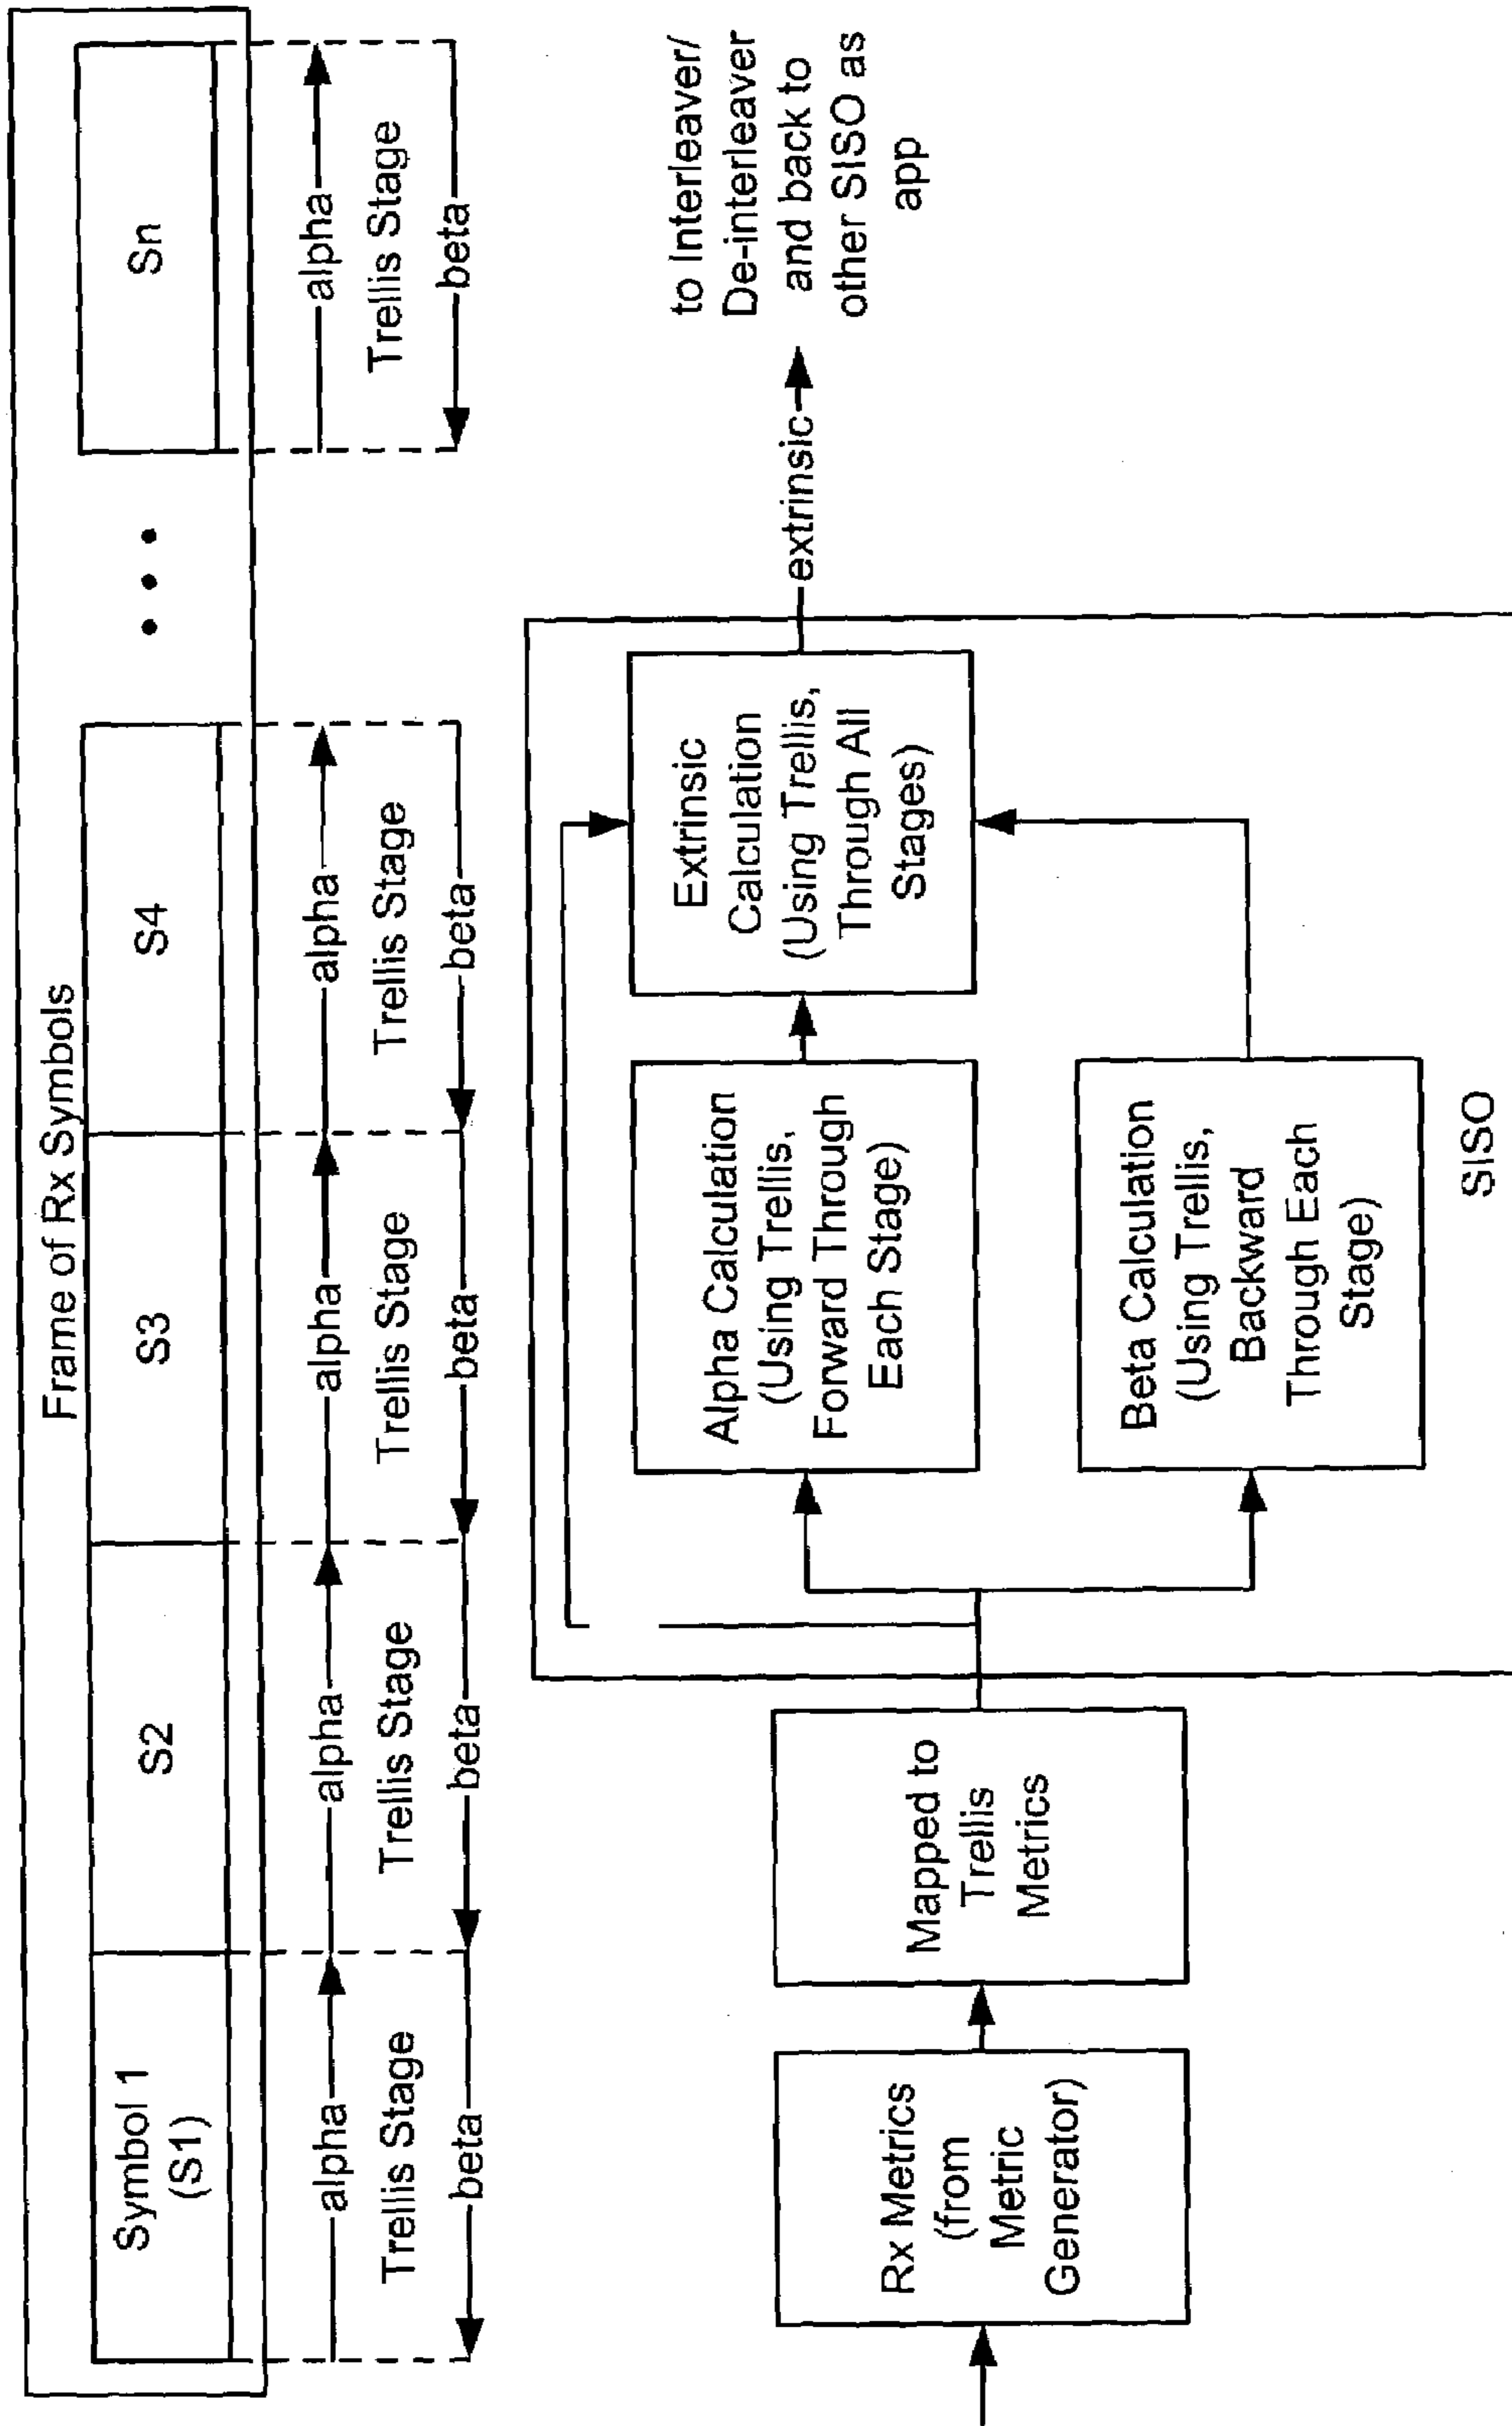 Frame of Rx Symbols
Symbol 1
(S1)
S2
S3
S4
Sn
alpha
alpha
alpha
alpha
alpha
Trellis Stage
Trellis Stage
Trellis Stage
Trellis Stage
Trellis Stage
beta
beta
beta
beta
beta
Rx Metrics
(from
Metric
Generator)
Mapped to
Trellis
Metrics
Alpha Calculation
(Using Trellis,
Forward Through
Each Stage)
Beta Calculation
(Using Trellis,
Backward
Through Each
Stage)
Extrinsic
Calculation
(Using Trellis,
Through All
Stages)
SISO
extrinsic
to Interleaver/
De-interleaver
and back to
other SISO as
app